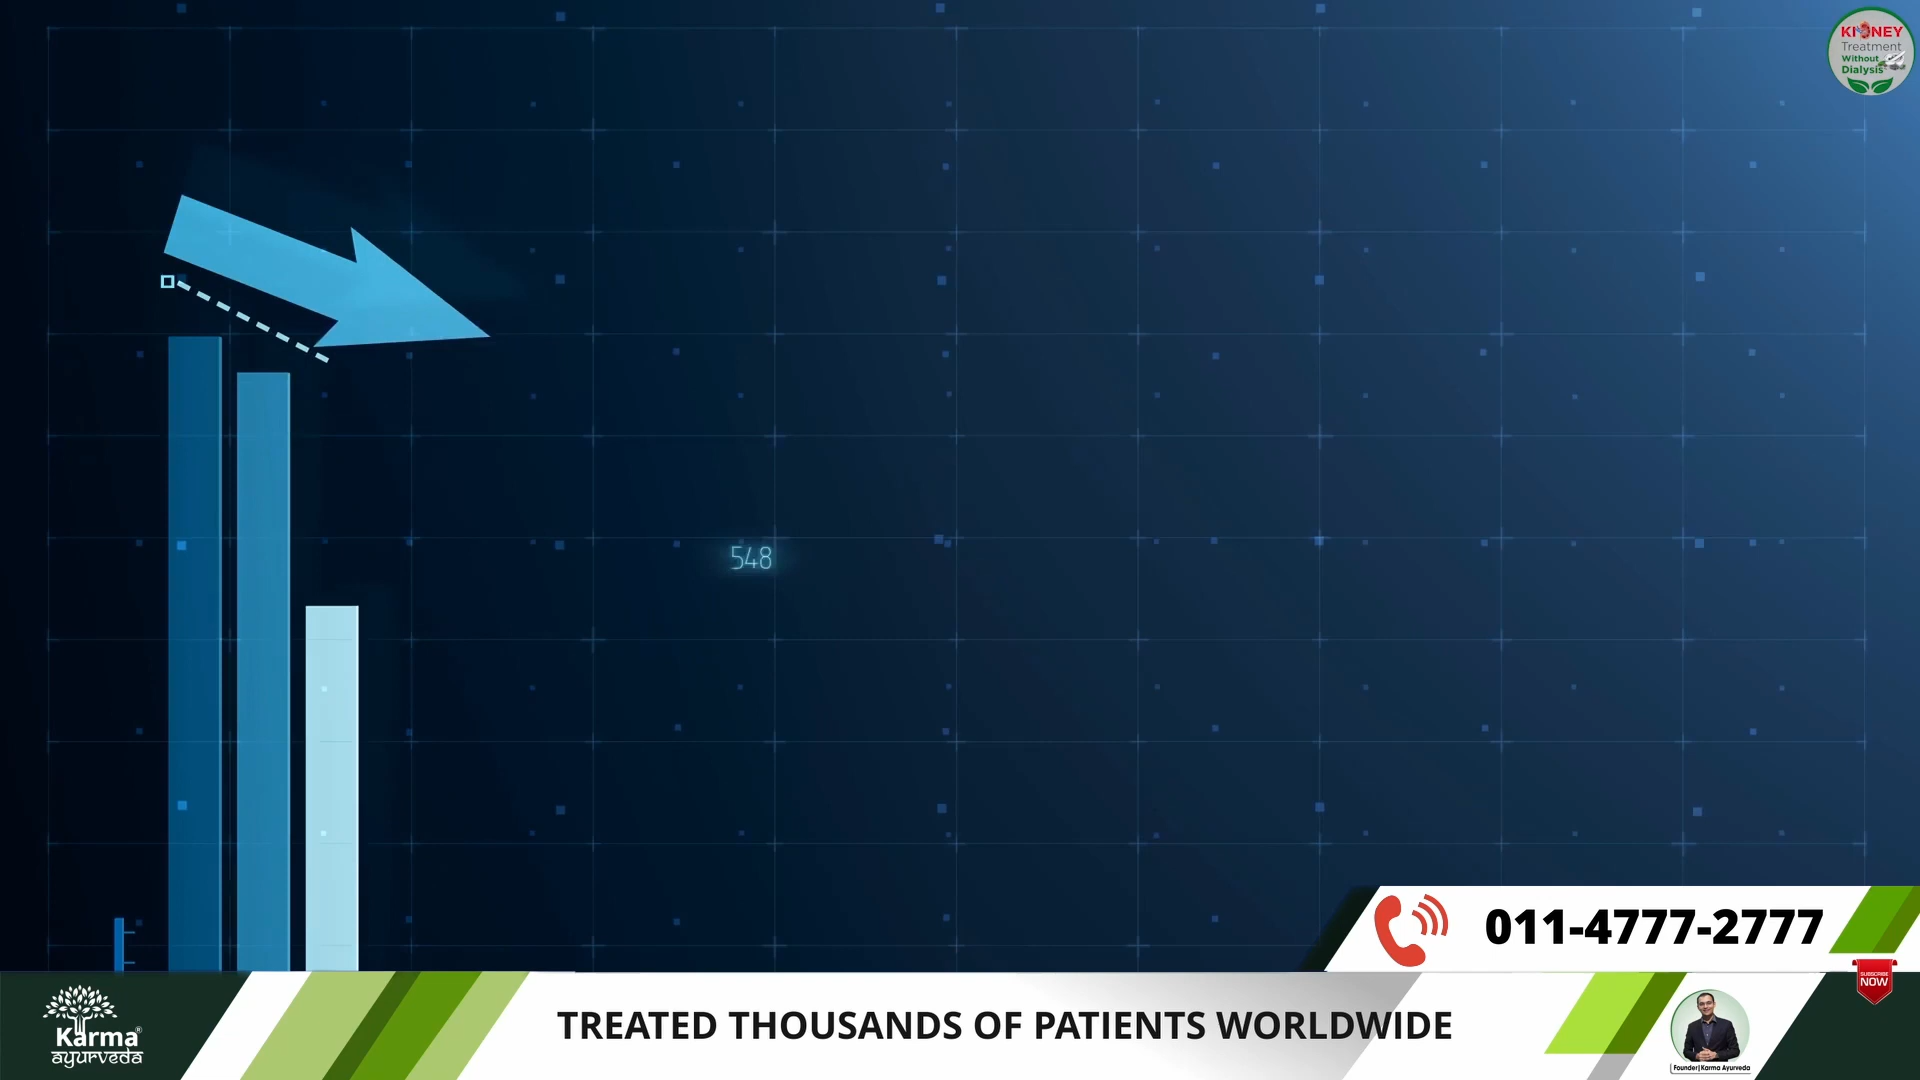 KIDNEY
Treatment
Without
Dialysis
548
011-4777-2777
SUBSCRIBE
NOW
Karma®
ayurveda
TREATED THOUSANDS OF PATIENTS WORLDWIDE
Founder|Karma Ayurveda